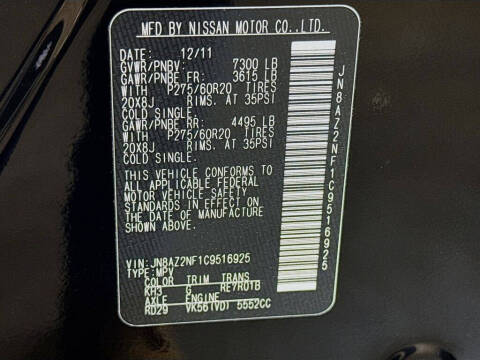 MFD BY NISSAN MOTOR CO.,LTD.
DATE: 12/11
GVWR/PNBV: 7300 LB
GAWR/PNBE FR: 3615 LB
WITH P275/60R20 TIRES
20X8J RIMS. AT 35PSI
COLD SINGLE.
GAWR/PNBE RR: 4495 LB
WITH P275/60R20 TIRES
20X8J RIMS. AT 35PSI
COLD SINGLE.
THIS VEHICLE CONFORMS TO
ALL APPLICABLE FEDERAL
MOTOR VEHICLE SAFETY
STANDARDS IN EFFECT ON
THE DATE OF MANUFACTURE
SHOWN ABOVE.
VIN: JN8AZ2NF1C9516925
TYPE: MPV
COLOR TRIM TRANS
KH3 G RE7R01B
AXLE ENGINE
RD29 VK56(VD) 5552CC
JN8AZ2NF1C9516925